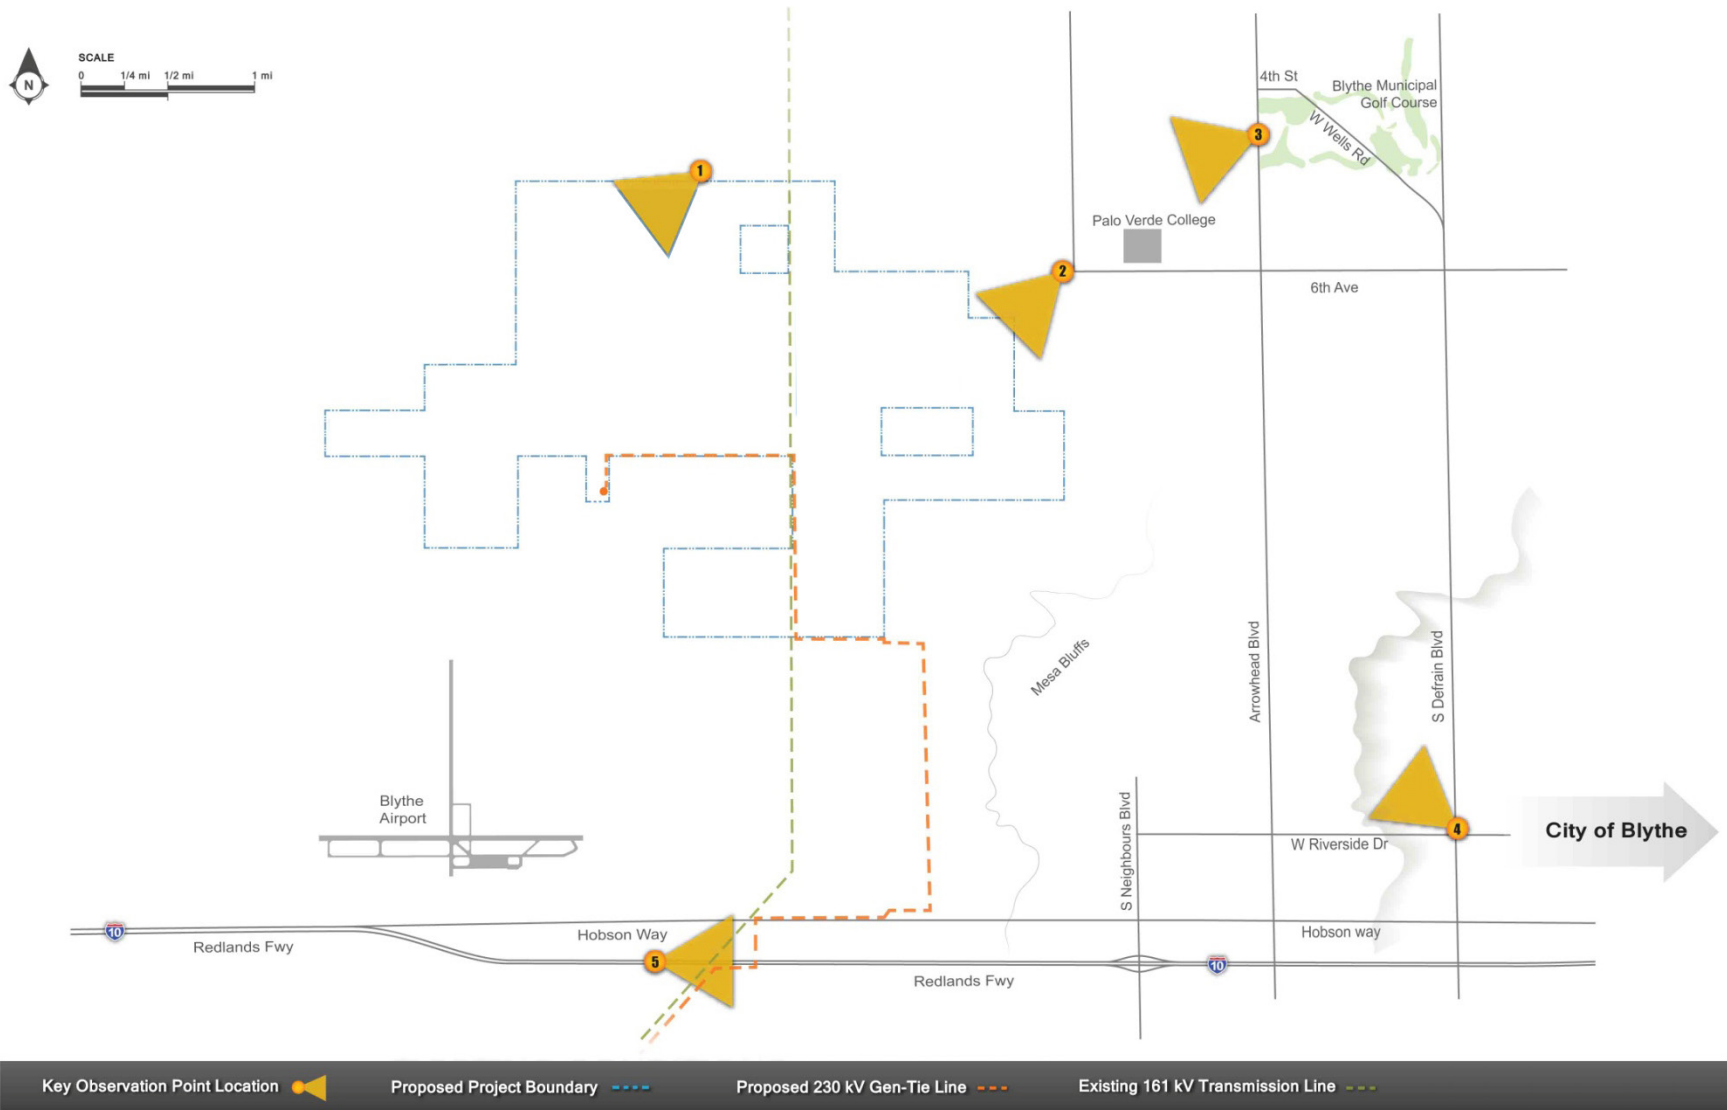 SCALE
0 1/4 mi 1/2 mi 1 mi
N
4th St
Blythe Municipal
Golf Course
W Wells Rd
3
1
Palo Verde College
2
6th Ave
Mesa Bluffs
Arrowhead Blvd
S Defrain Blvd
Blythe
Airport
S Neighbours Blvd
4
City of Blythe
W Riverside Dr
10
Redlands Fwy
Hobson Way
Hobson way
5
10
Redlands Fwy
Key Observation Point Location
Proposed Project Boundary
Proposed 230 kV Gen-Tie Line
Existing 161 kV Transmission Line